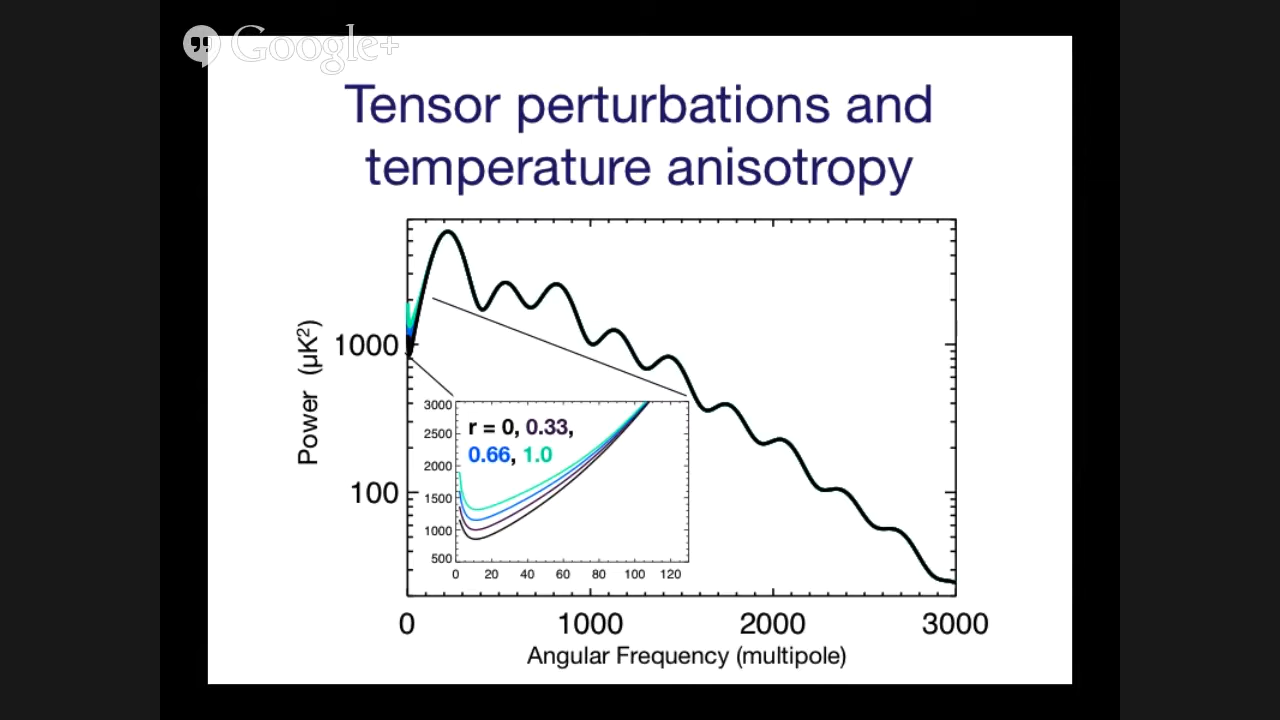 Google+
Tensor perturbations and
temperature anisotropy
Power (μK²)
1000
100
3000
2500
2000
1500
1000
500
r = 0, 0.33,
0.66, 1.0
0 20 40 60 80 100 120
0 1000 2000 3000
Angular Frequency (multipole)